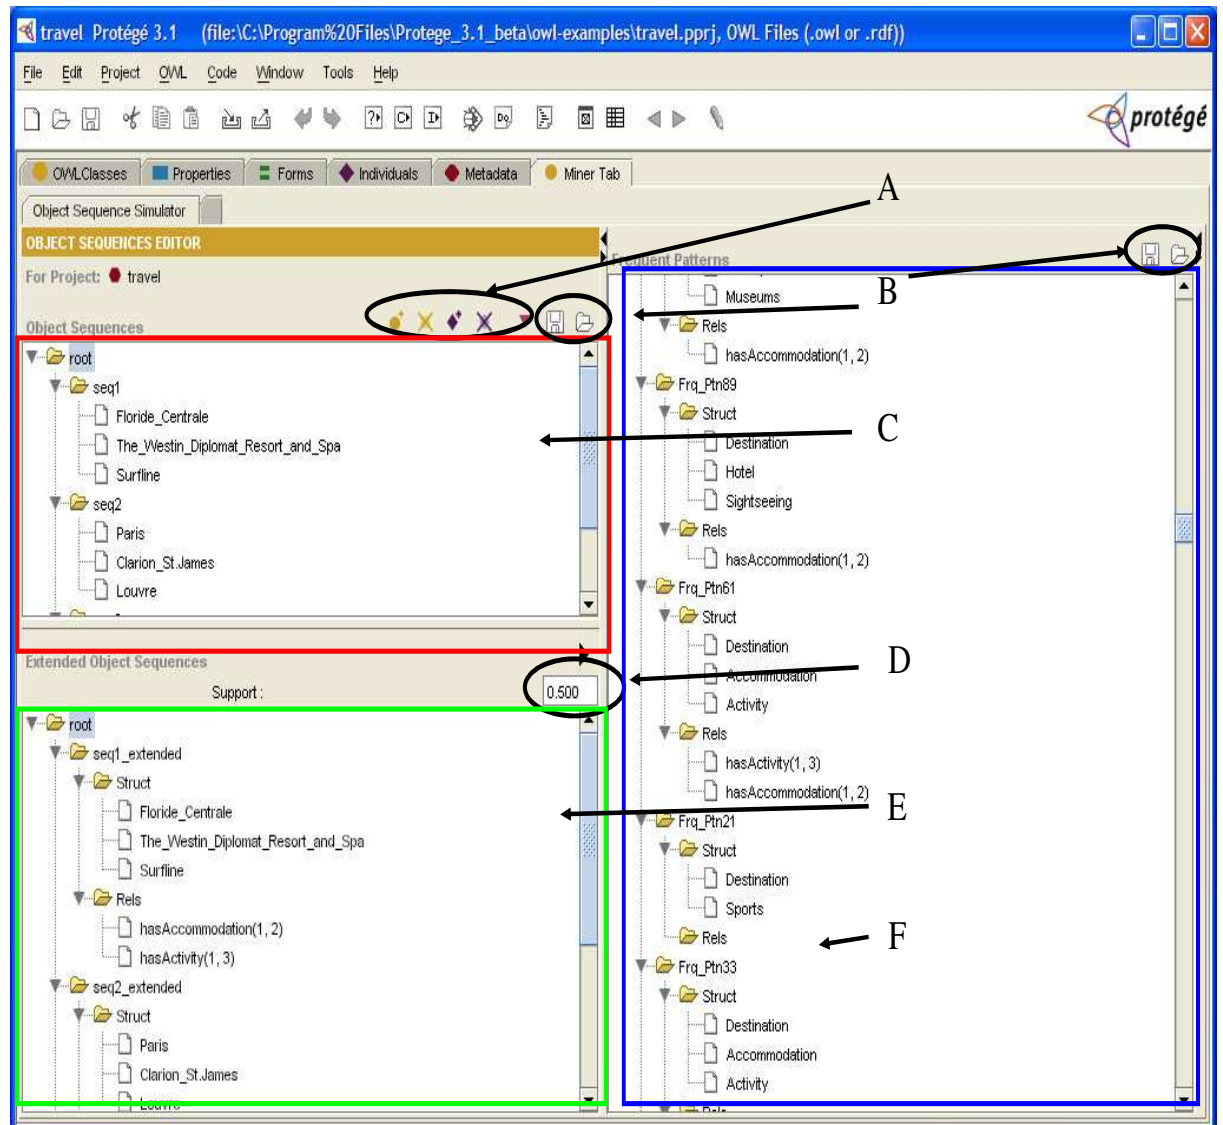 travel Protégé 3.1 (file:\C:\Program%20Files\Protege_3.1_beta\owl-examples\travel.pprj, OWL Files (.owl or .rdf))
File Edit Project OWL Code Window Tools Help
protégé
OWLClasses Properties Forms Individuals Metadata Miner Tab
Object Sequence Simulator
A
OBJECT SEQUENCES EDITOR
For Project: travel
Object Sequences
root
seq1
Floride_Centrale
The_Westin_Diplomat_Resort_and_Spa
Surfline
seq2
Paris
Clarion_St.James
Louvre
Extended Object Sequences
Support :
0.500
root
seq1_extended
Struct
Floride_Centrale
The_Westin_Diplomat_Resort_and_Spa
Surfline
Rels
hasAccommodation(1, 2)
hasActivity(1, 3)
seq2_extended
Struct
Paris
Clarion_St.James
Louvre
Frequent Patterns
B
Museums
Rels
hasAccommodation(1, 2)
Frq_Ptn89
Struct
C
Destination
Hotel
Sightseeing
Rels
hasAccommodation(1, 2)
Frq_Ptn61
Struct
Destination
D
Accommodation
Activity
Rels
hasActivity(1, 3)
hasAccommodation(1, 2)
E
Frq_Ptn21
Struct
Destination
Sports
Rels
F
Frq_Ptn33
Struct
Destination
Accommodation
Activity
Rels